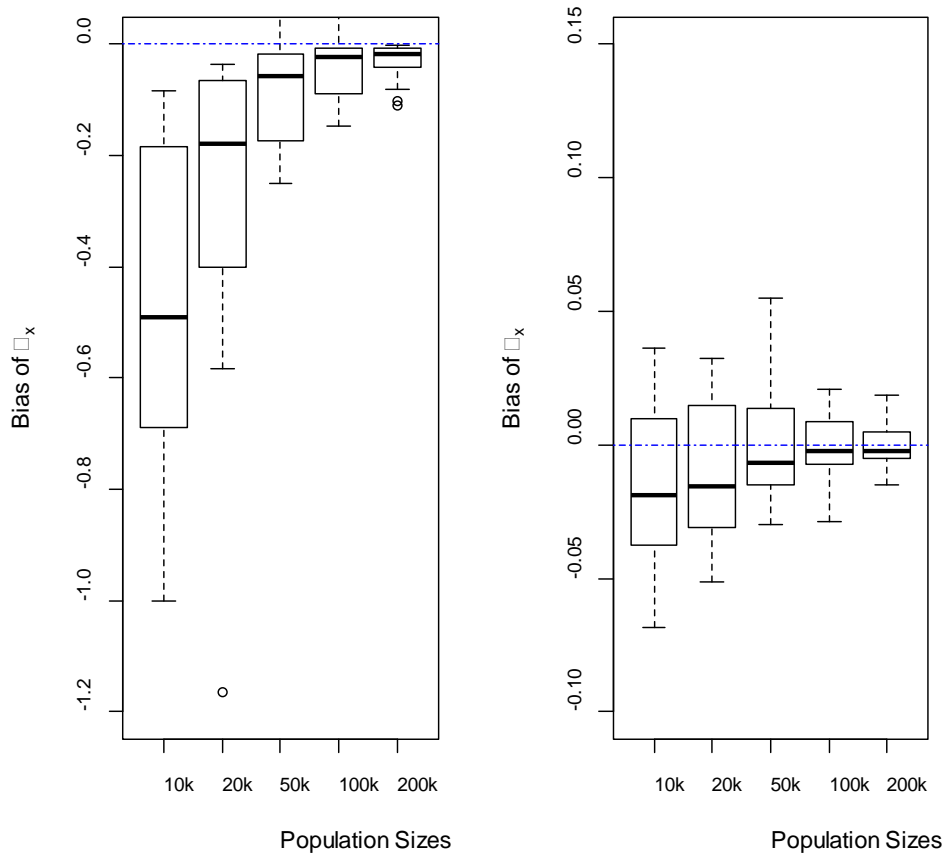 0.0
-0.2
-0.4
-0.6
-0.8
-1.0
-1.2
Bias of □x
10k 20k 50k 100k 200k
Population Sizes
0.15
0.10
0.05
0.00
-0.05
-0.10
Bias of □x
10k 20k 50k 100k 200k
Population Sizes